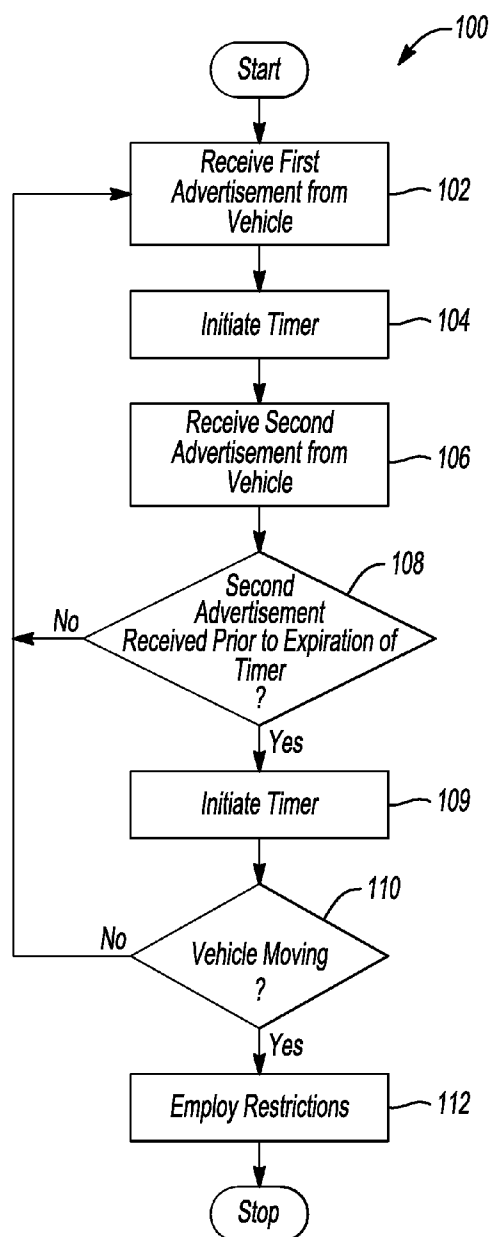 100
Start
Receive First
Advertisement from
Vehicle
102
Initiate Timer
104
Receive Second
Advertisement from
Vehicle
106
108
Second
Advertisement
Received Prior to Expiration of
Timer
?
No
Yes
Initiate Timer
109
110
Vehicle Moving
?
No
Yes
Employ Restrictions
112
Stop